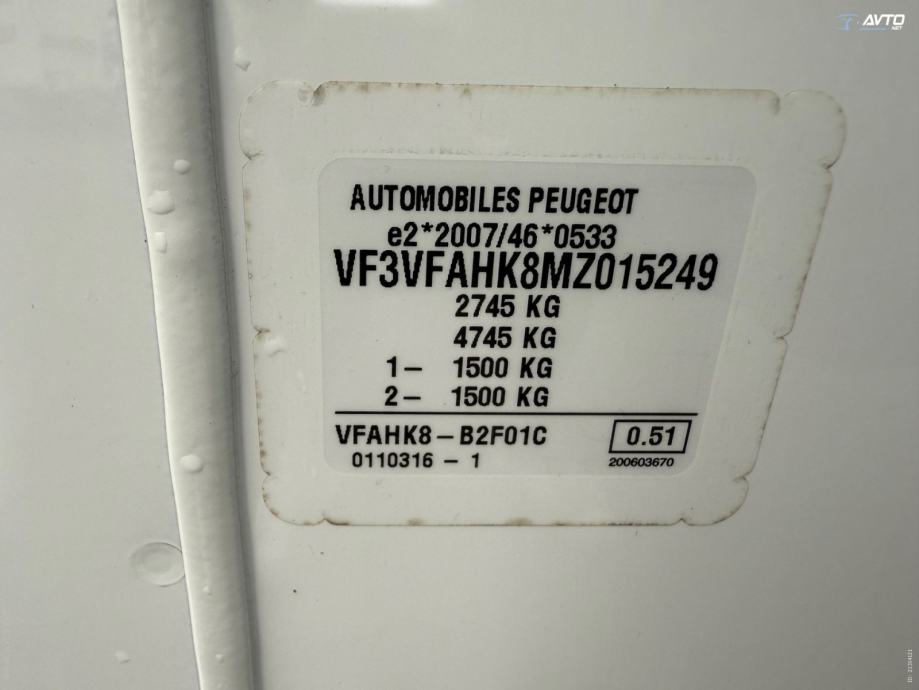 AVTO
NET
AUTOMOBILES PEUGEOT
e2*2007/46*0533
VF3VFAHK8MZ015249
2745 KG
4745 KG
1- 1500 KG
2- 1500 KG
VFAHK8-B2F01C 0.51
0110316 - 1 200603670